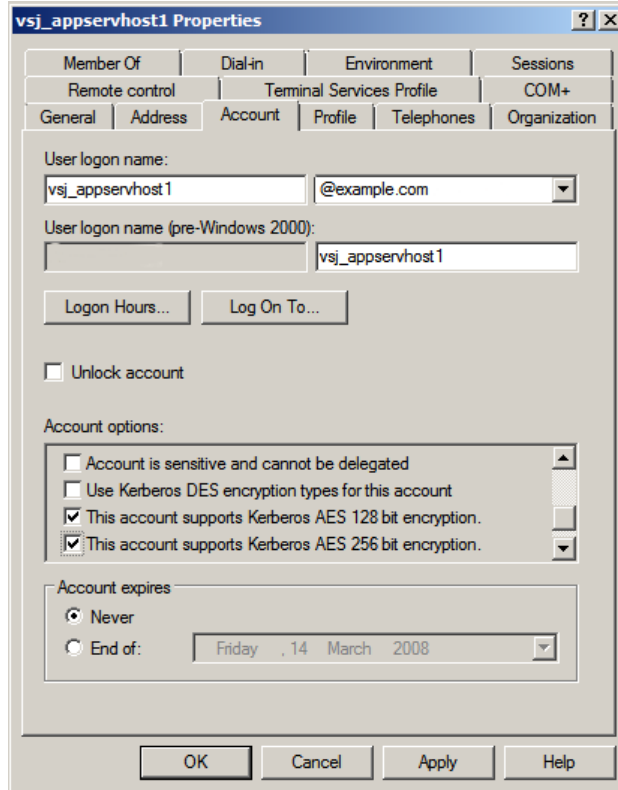 vsj_appservhost1 Properties
Member Of Dial-in Environment Sessions
Remote control Terminal Services Profile COM+
General Address Account Profile Telephones Organization
User logon name:
vsj_appservhost1 @example.com
User logon name (pre-Windows 2000):
vsj_appservhost1
Logon Hours... Log On To...
Unlock account
Account options:
Account is sensitive and cannot be delegated
Use Kerberos DES encryption types for this account
This account supports Kerberos AES 128 bit encryption.
This account supports Kerberos AES 256 bit encryption.
Account expires
Never
End of: Friday , 14 March 2008
OK Cancel Apply Help